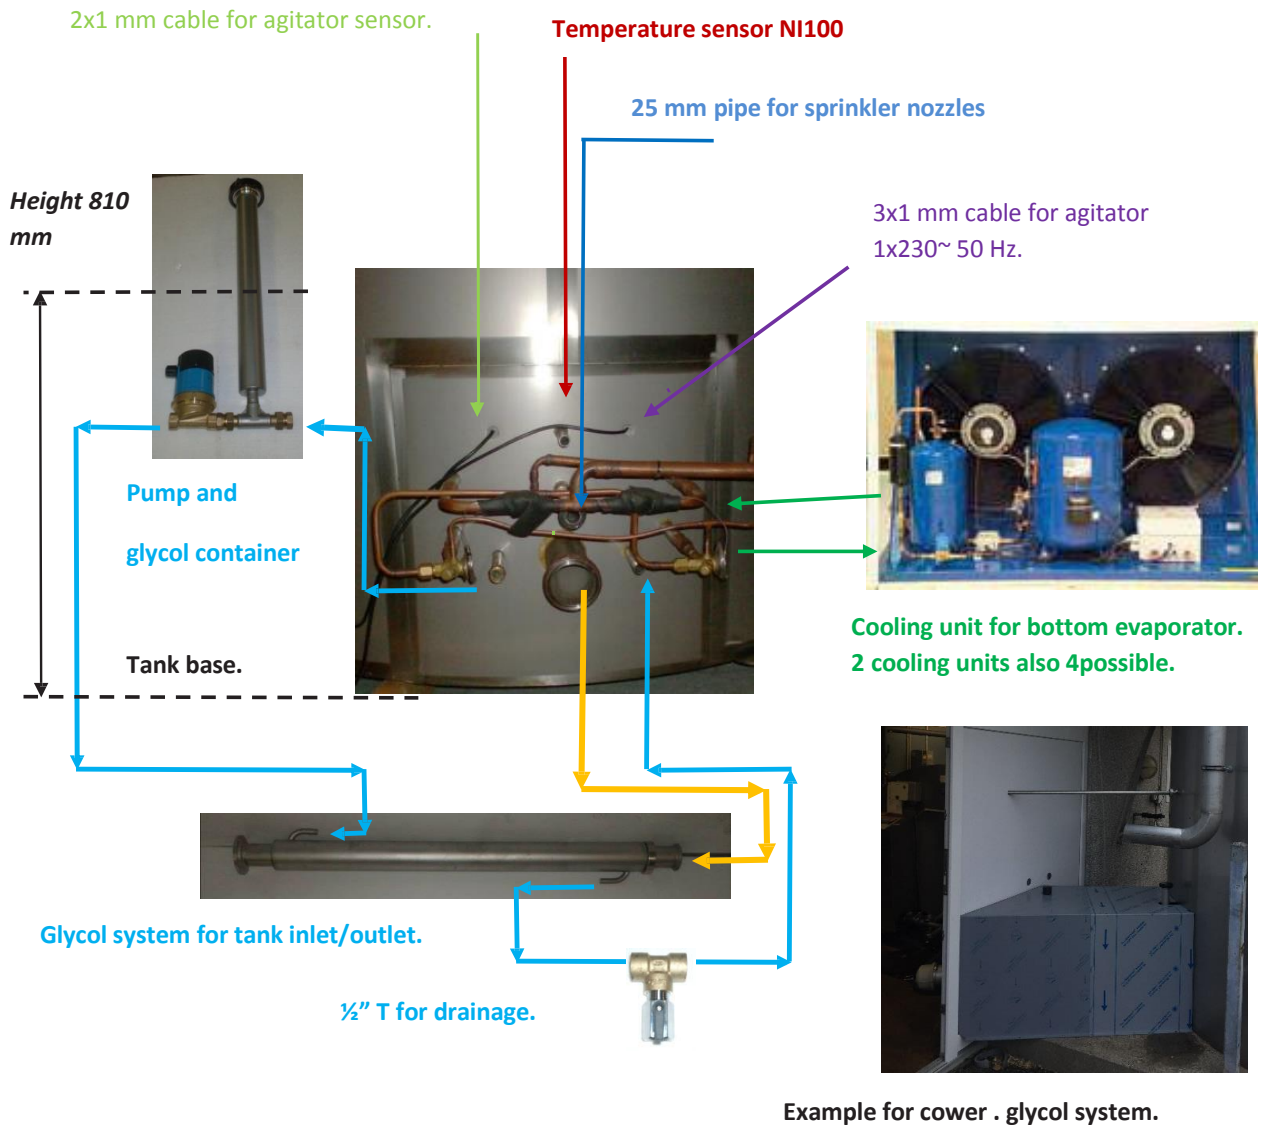 2x1 mm cable for agitator sensor.
Temperature sensor NI100
25 mm pipe for sprinkler nozzles
Height 810
mm
3x1 mm cable for agitator
1x230~ 50 Hz.
Pump and
glycol container
Tank base.
Cooling unit for bottom evaporator.
2 cooling units also 4possible.
Glycol system for tank inlet/outlet.
½” T for drainage.
Example for cower . glycol system.